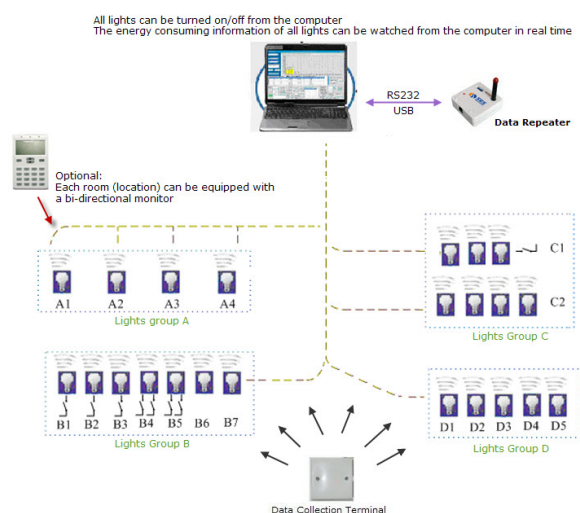 All lights can be turned on/off from the computer
The energy consuming information of all lights can be watched from the computer in real time
RS232
USB
Data Repeater
Optional:
Each room (location) can be equipped with
a bi-directional monitor
A1 A2 A3 A4
Lights group A
C1
C2
Lights Group C
B1 B2 B3 B4 B5 B6 B7
Lights Group B
D1 D2 D3 D4 D5
Lights Group D
Data Collection Terminal